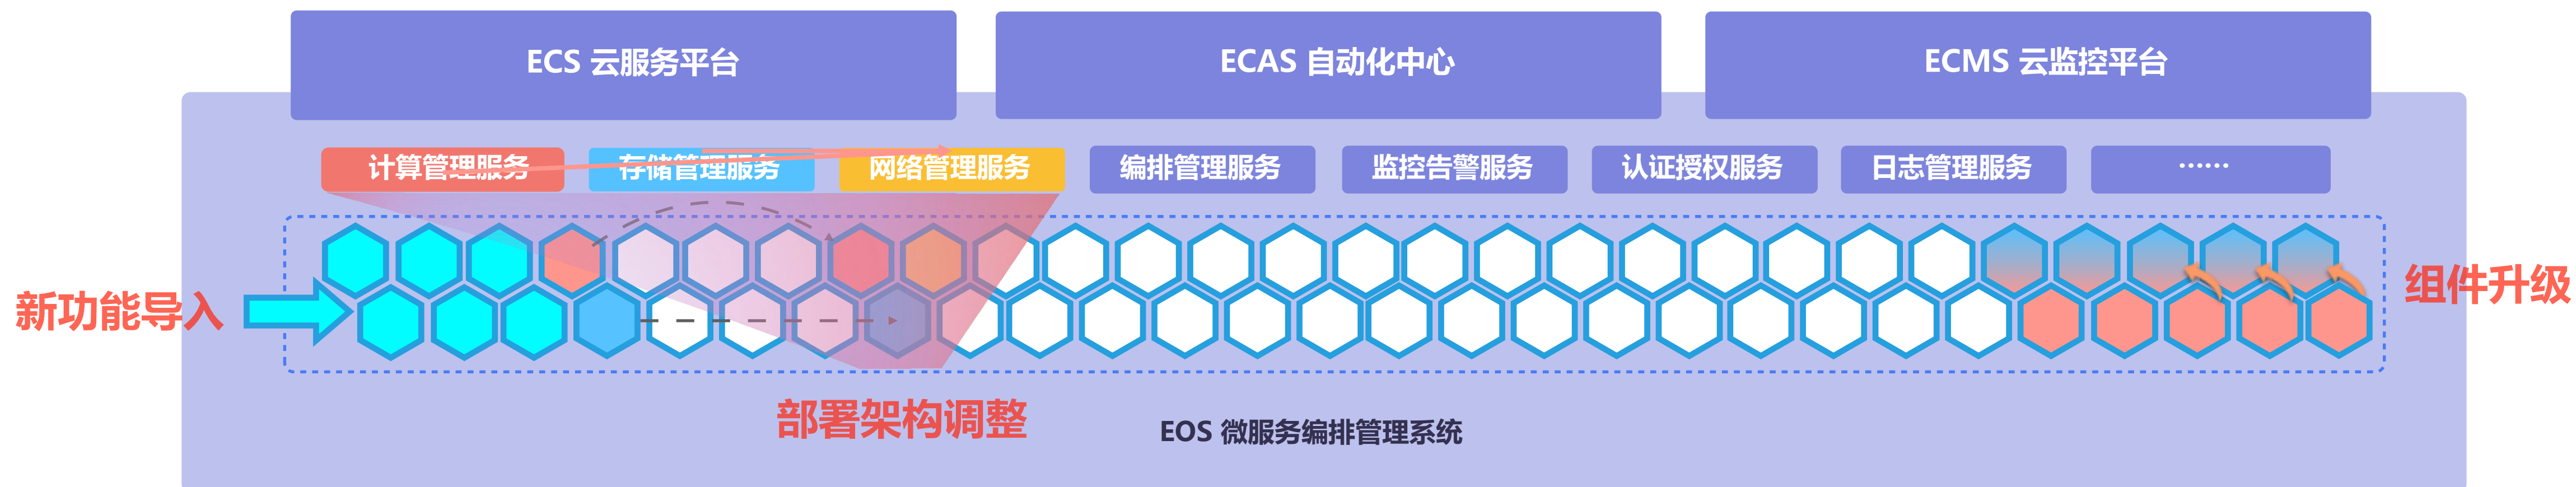 ECS 云服务平台
ECAS 自动化中心
ECMS 云监控平台
计算管理服务
存储管理服务
网络管理服务
编排管理服务
监控告警服务
认证授权服务
日志管理服务
……
新功能导入
组件升级
部署架构调整
EOS 微服务编排管理系统